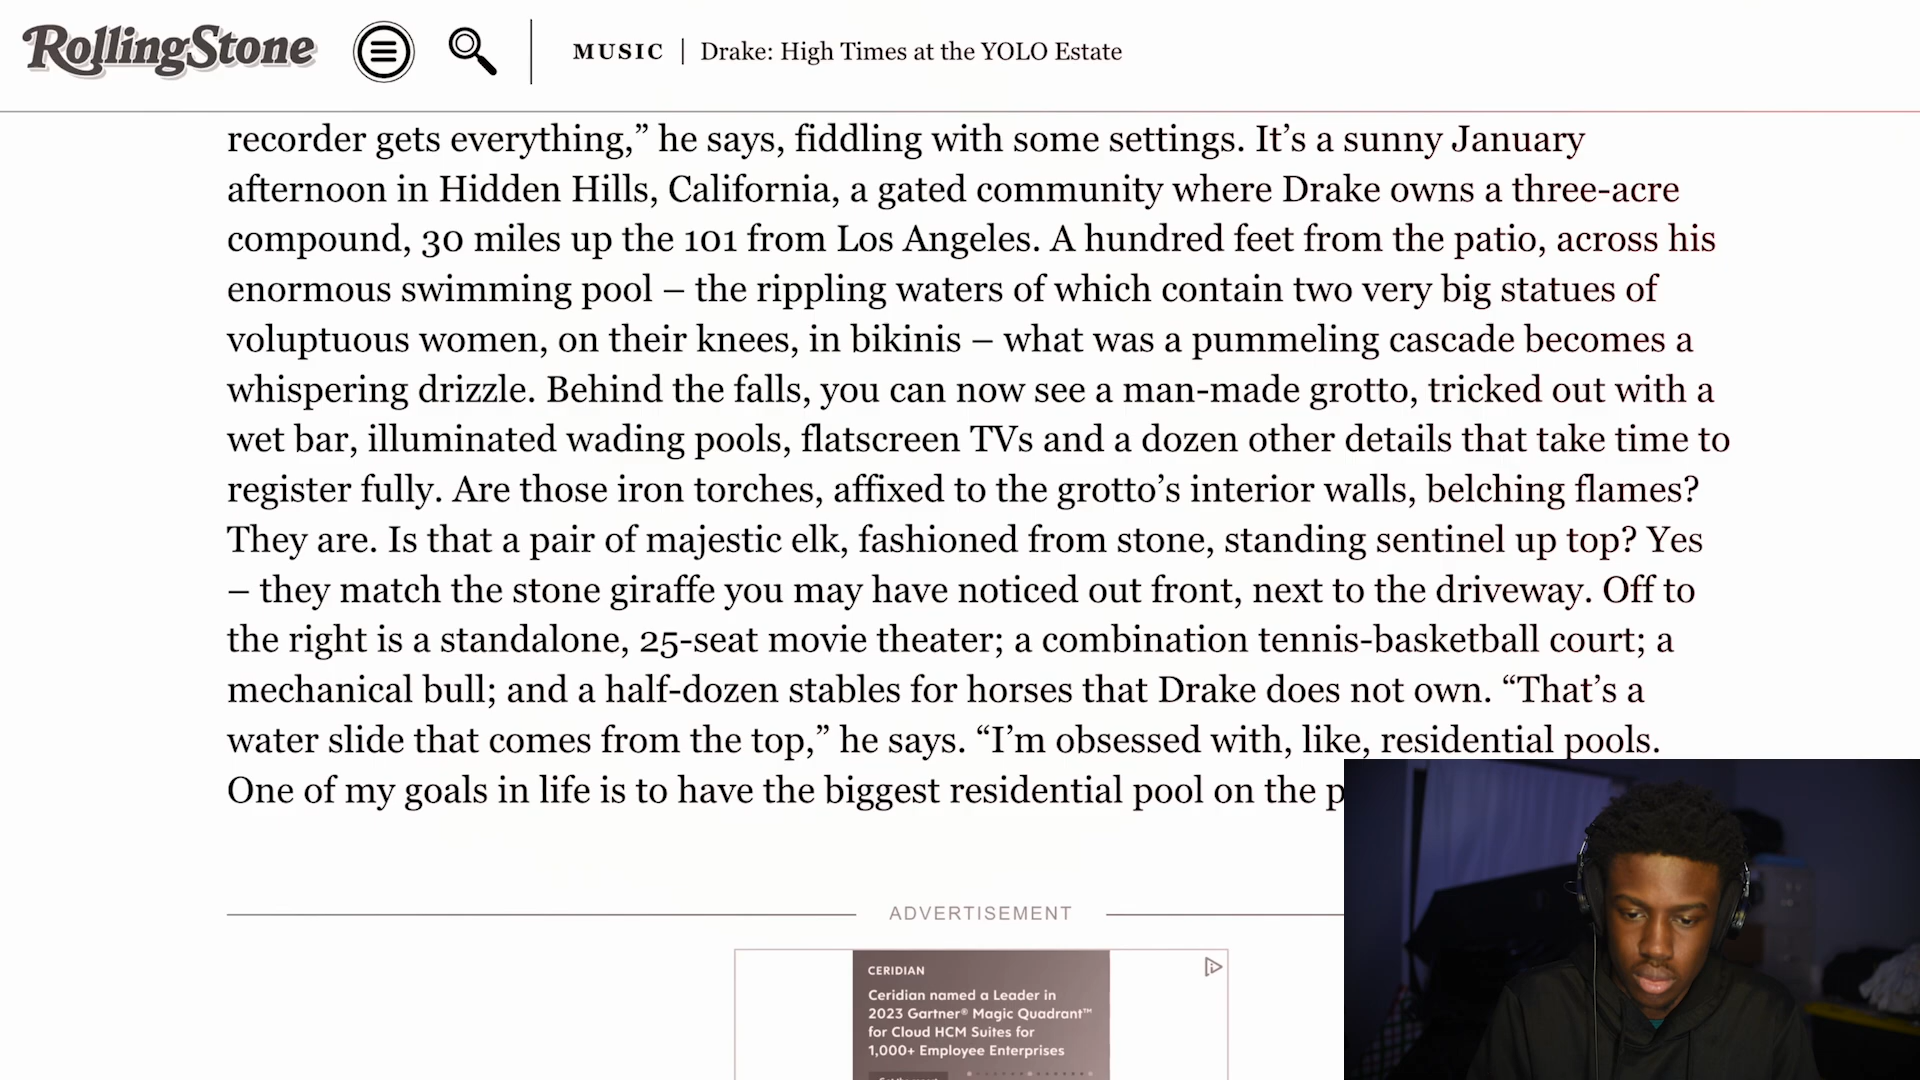 RollingStone
MUSIC | Drake: High Times at the YOLO Estate
recorder gets everything,” he says, fiddling with some settings. It’s a sunny January
afternoon in Hidden Hills, California, a gated community where Drake owns a three-acre
compound, 30 miles up the 101 from Los Angeles. A hundred feet from the patio, across his
enormous swimming pool – the rippling waters of which contain two very big statues of
voluptuous women, on their knees, in bikinis – what was a pummeling cascade becomes a
whispering drizzle. Behind the falls, you can now see a man-made grotto, tricked out with a
wet bar, illuminated wading pools, flatscreen TVs and a dozen other details that take time to
register fully. Are those iron torches, affixed to the grotto’s interior walls, belching flames?
They are. Is that a pair of majestic elk, fashioned from stone, standing sentinel up top? Yes
– they match the stone giraffe you may have noticed out front, next to the driveway. Off to
the right is a standalone, 25-seat movie theater; a combination tennis-basketball court; a
mechanical bull; and a half-dozen stables for horses that Drake does not own. “That’s a
water slide that comes from the top,” he says. “I’m obsessed with, like, residential pools.
One of my goals in life is to have the biggest residential pool on the
ADVERTISEMENT
CERIDIAN
Ceridian named a Leader in
2023 Gartner® Magic Quadrant™
for Cloud HCM Suites for
1,000+ Employee Enterprises